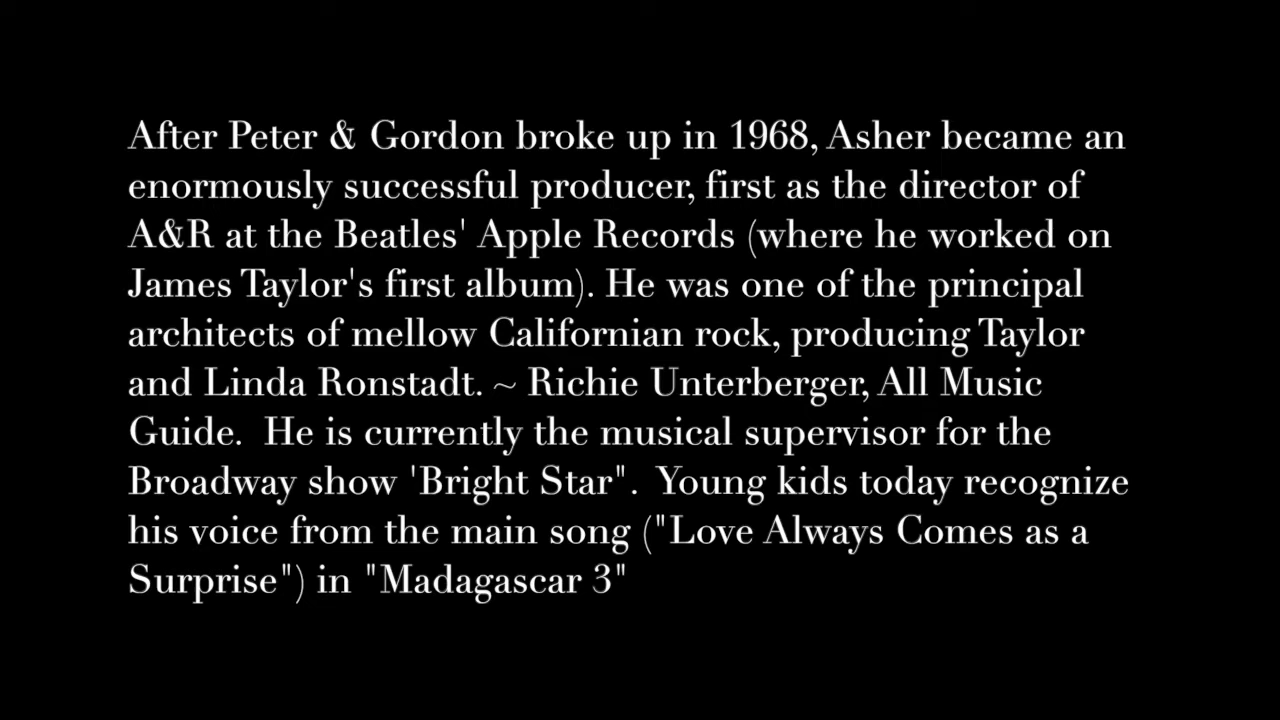 After Peter & Gordon broke up in 1968, Asher became an
enormously successful producer, first as the director of
A&R at the Beatles' Apple Records (where he worked on
James Taylor's first album). He was one of the principal
architects of mellow Californian rock, producing Taylor
and Linda Ronstadt. ~ Richie Unterberger, All Music
Guide.  He is currently the musical supervisor for the
Broadway show 'Bright Star".  Young kids today recognize
his voice from the main song ("Love Always Comes as a
Surprise") in "Madagascar 3"